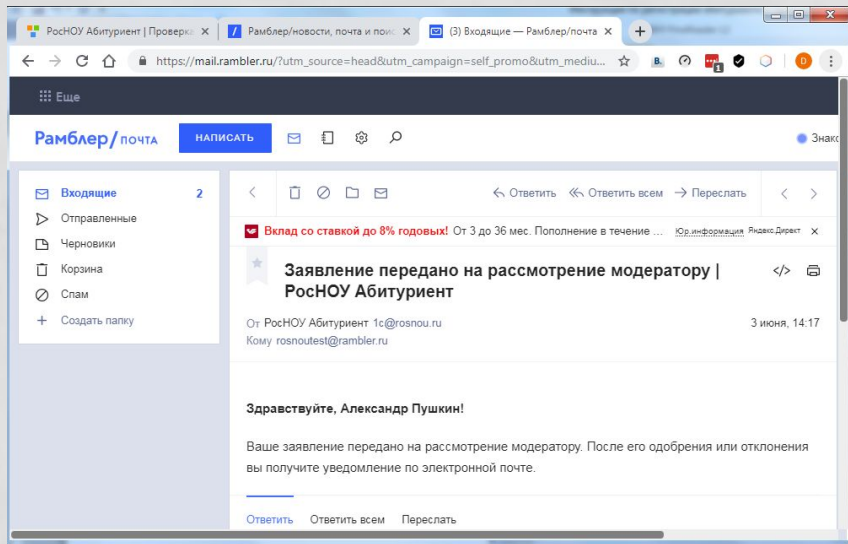 РосНОУ Абитуриент | Проверка
Рамблер/новости, почта и поис
(3) Входящие — Рамблер/почта
https://mail.rambler.ru/?utm_source=head&utm_campaign=self_promo&utm_mediu...
Еще
Рамблер/почта
НАПИСАТЬ
Знако
Входящие 2
Отправленные
Черновики
Корзина
Спам
Создать папку
Ответить Ответить всем Переслать
Вклад со ставкой до 8% годовых! От 3 до 36 мес. Пополнение в течение ... Юр.информация Яндекс.Директ
Заявление передано на рассмотрение модератору |
РосНОУ Абитуриент
От РосНОУ Абитуриент 1c@rosnou.ru 3 июня, 14:17
Кому rosnoutest@rambler.ru
Здравствуйте, Александр Пушкин!
Ваше заявление передано на рассмотрение модератору. После его одобрения или отклонения
вы получите уведомление по электронной почте.
Ответить Ответить всем Переслать